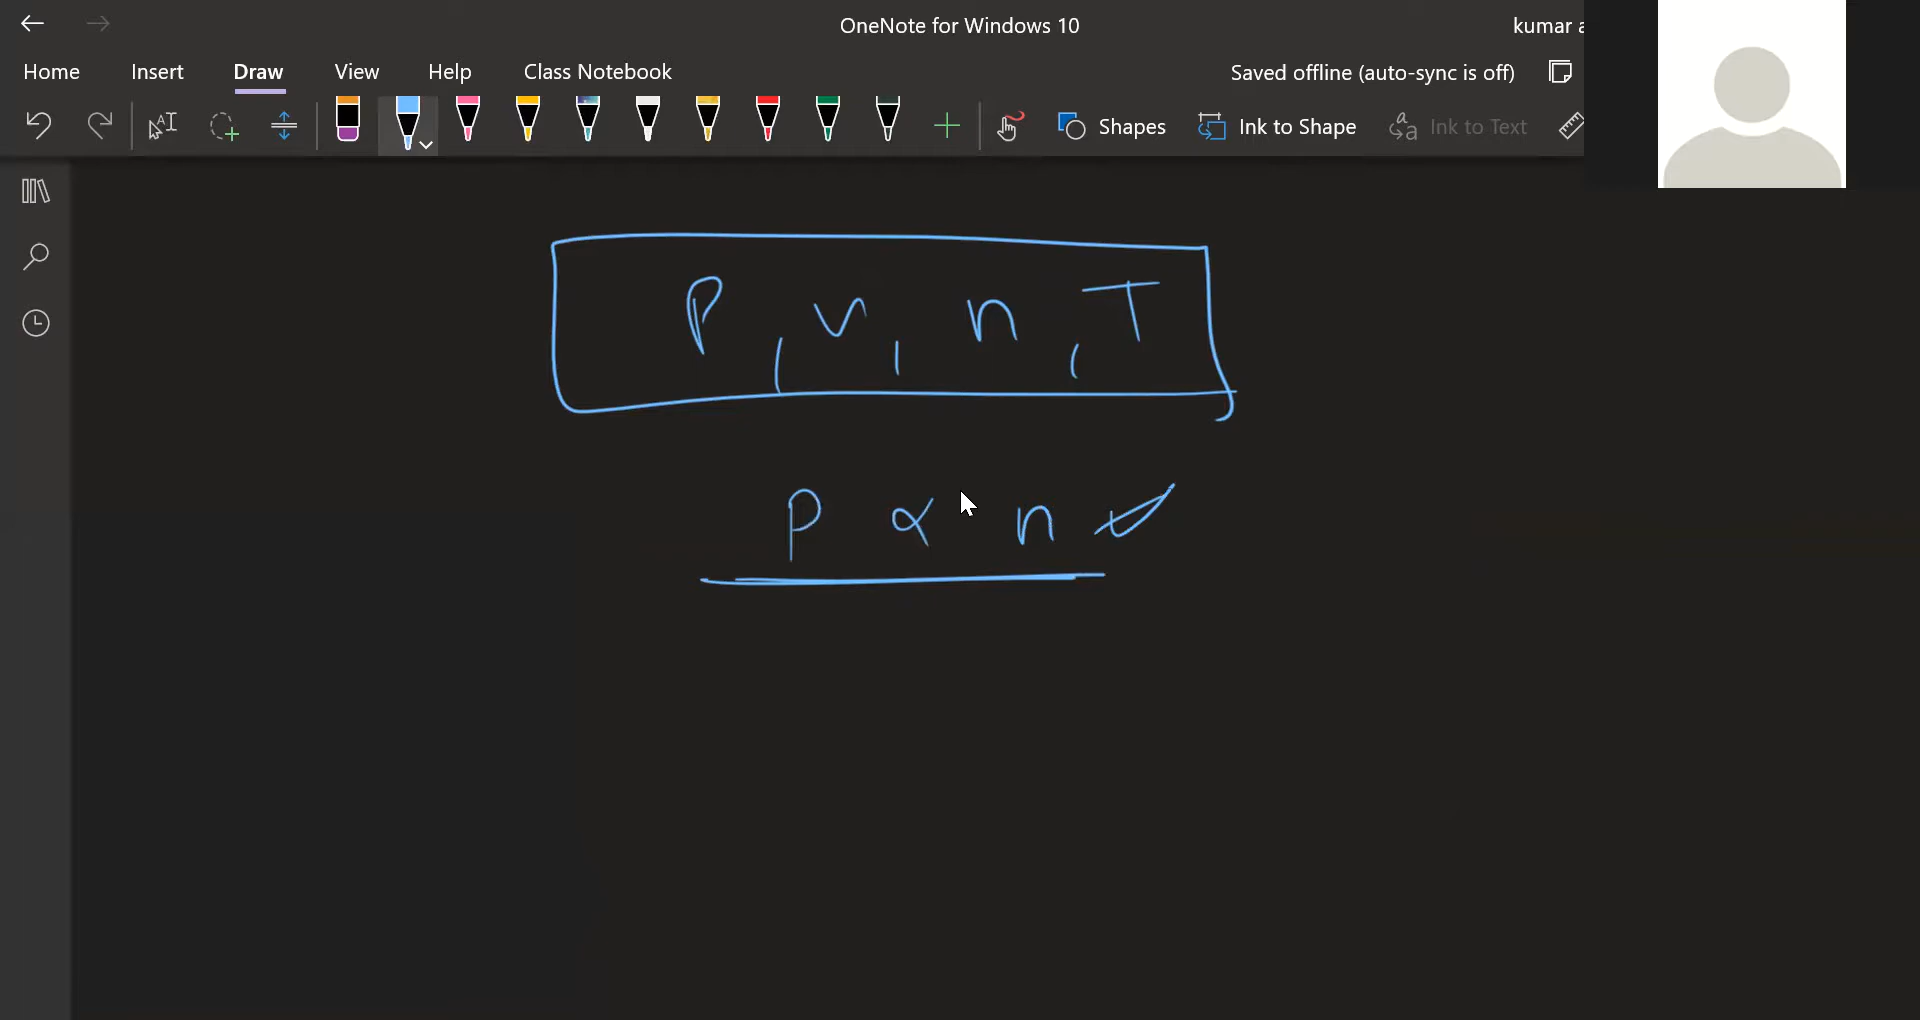 OneNote for Windows 10
kumar a
Home Insert Draw View Help Class Notebook
Saved offline (auto-sync is off)
Shapes Ink to Shape Ink to Text
P, v, n, T
P ∝ n ✓